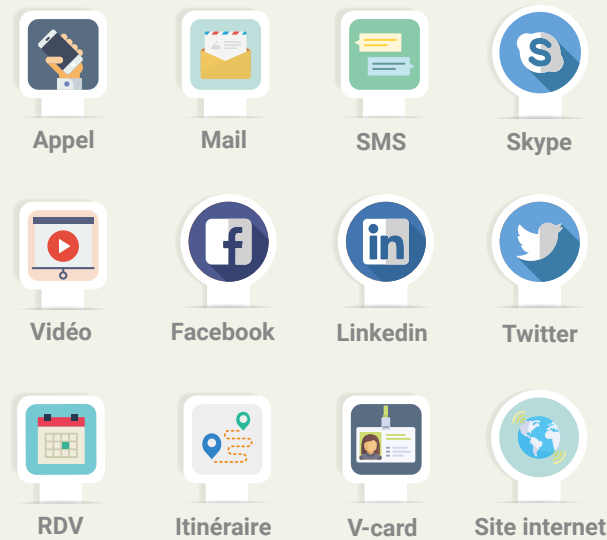 Appel Mail SMS Skype
Vidéo Facebook Linkedin Twitter
RDV Itinéraire V-card Site internet